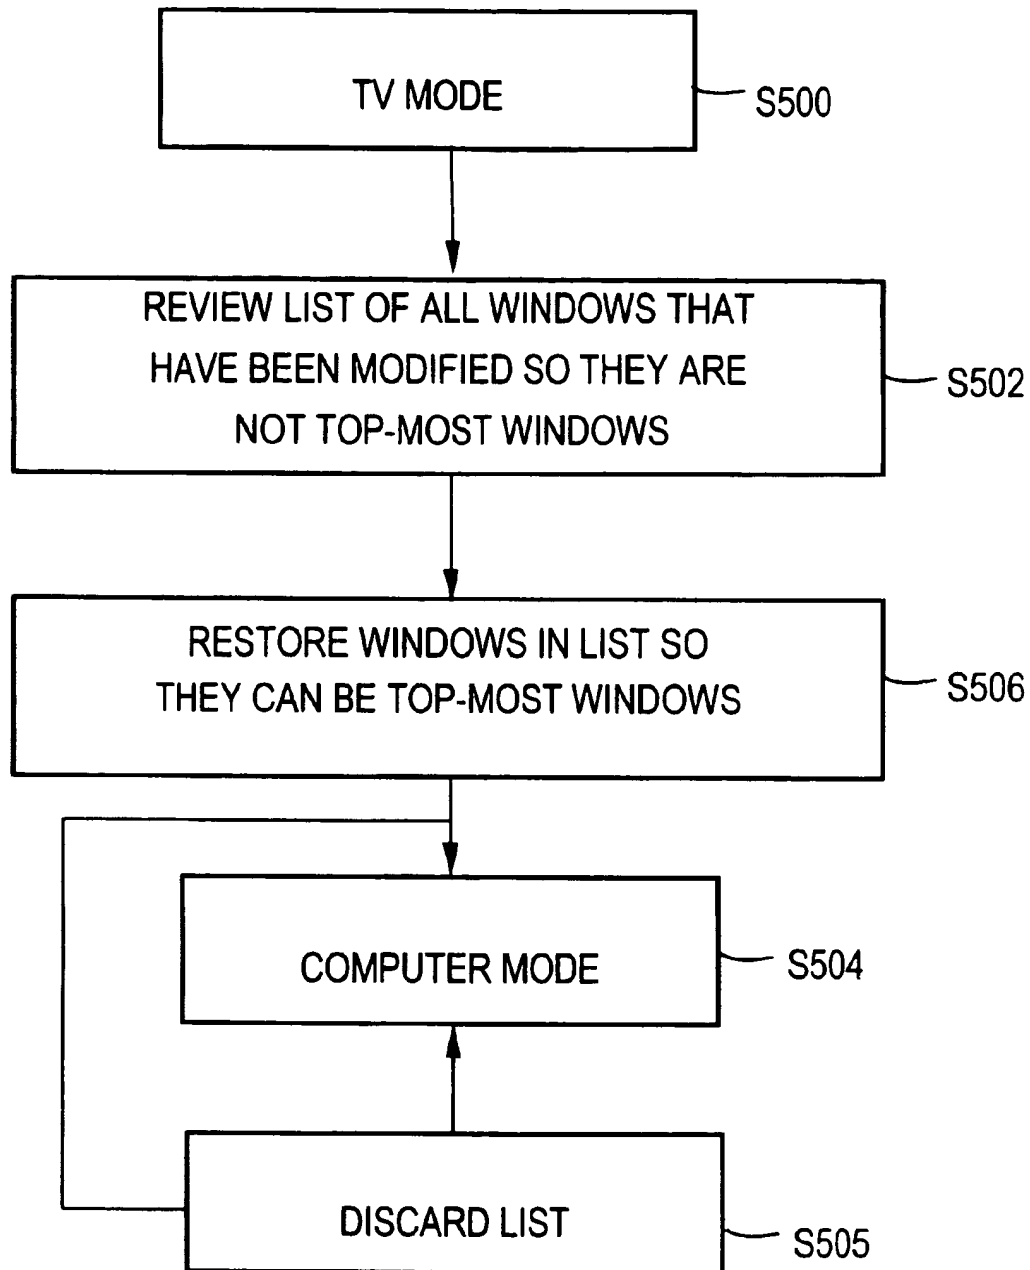 TV MODE
S500
REVIEW LIST OF ALL WINDOWS THAT
HAVE BEEN MODIFIED SO THEY ARE
NOT TOP-MOST WINDOWS
S502
RESTORE WINDOWS IN LIST SO
THEY CAN BE TOP-MOST WINDOWS
S506
COMPUTER MODE
S504
DISCARD LIST
S505